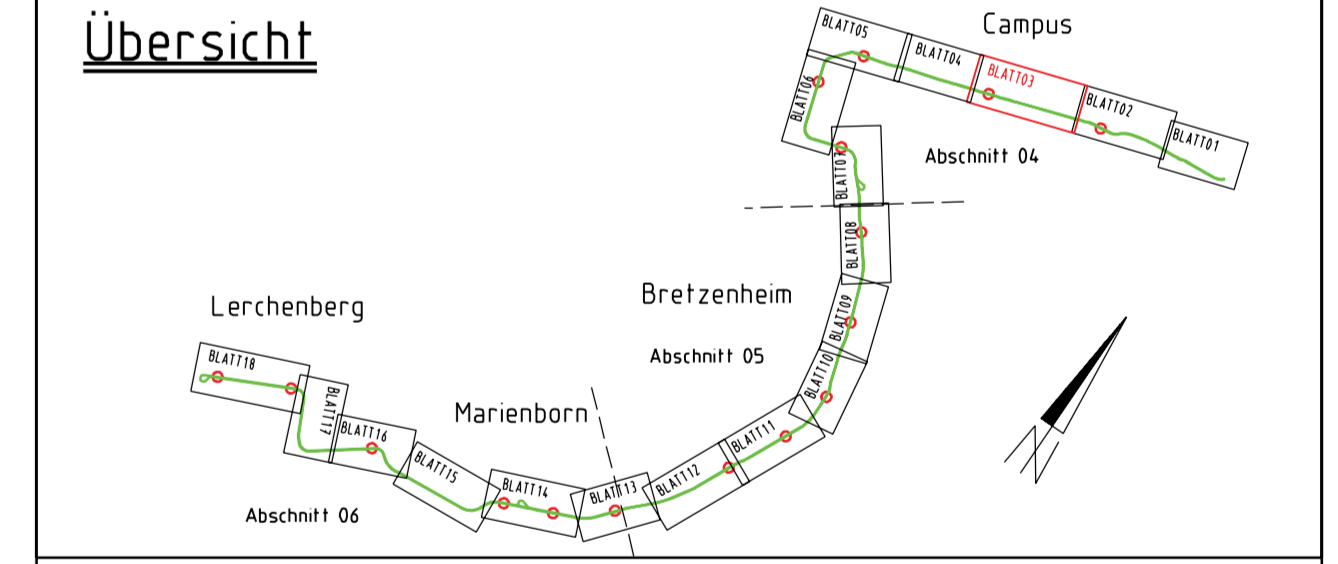 Übersicht
Campus
BLATT05
BLATT04
BLATT03
BLATT02
BLATT01
BLATT06
BLATT07
Abschnitt 04
BLATT08
Bretzenheim
BLATT09
Abschnitt 05
BLATT10
Lerchenberg
BLATT18
BLATT17
BLATT16
Marienborn
BLATT15
BLATT14
BLATT13
BLATT12
BLATT11
Abschnitt 06
N